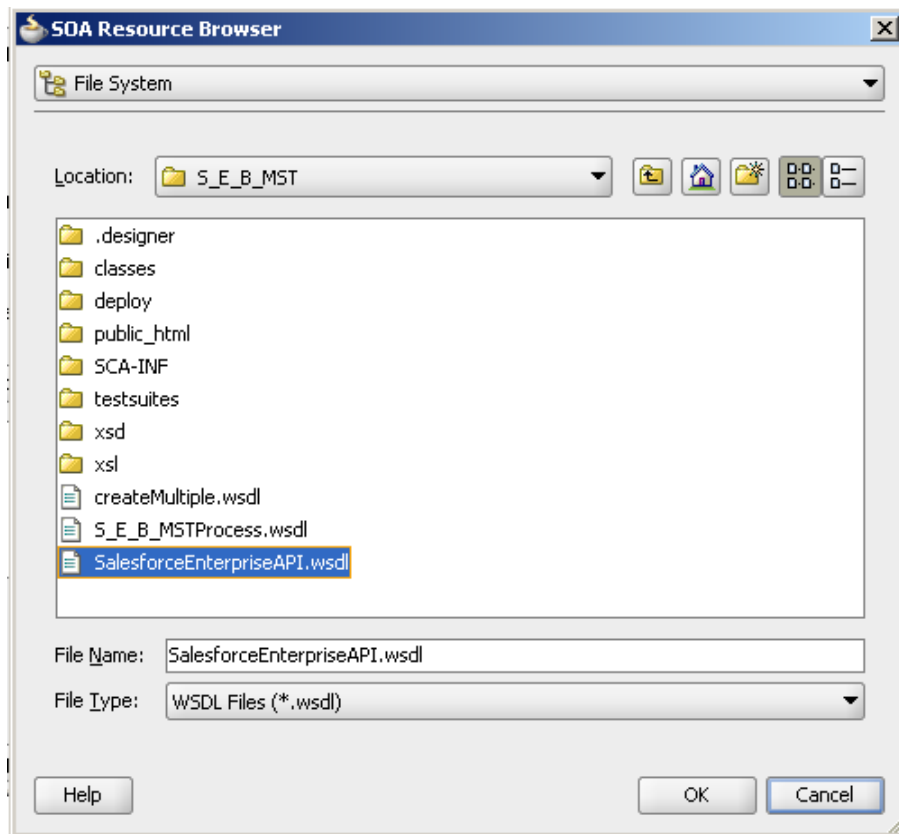 SOA Resource Browser
File System
Location: S_E_B_MST
.designer
classes
deploy
public_html
SCA-INF
testsuites
xsd
xsl
createMultiple.wsdl
S_E_B_MSTProcess.wsdl
SalesforceEnterpriseAPI.wsdl
File Name: SalesforceEnterpriseAPI.wsdl
File Type: WSDL Files (*.wsdl)
Help OK Cancel